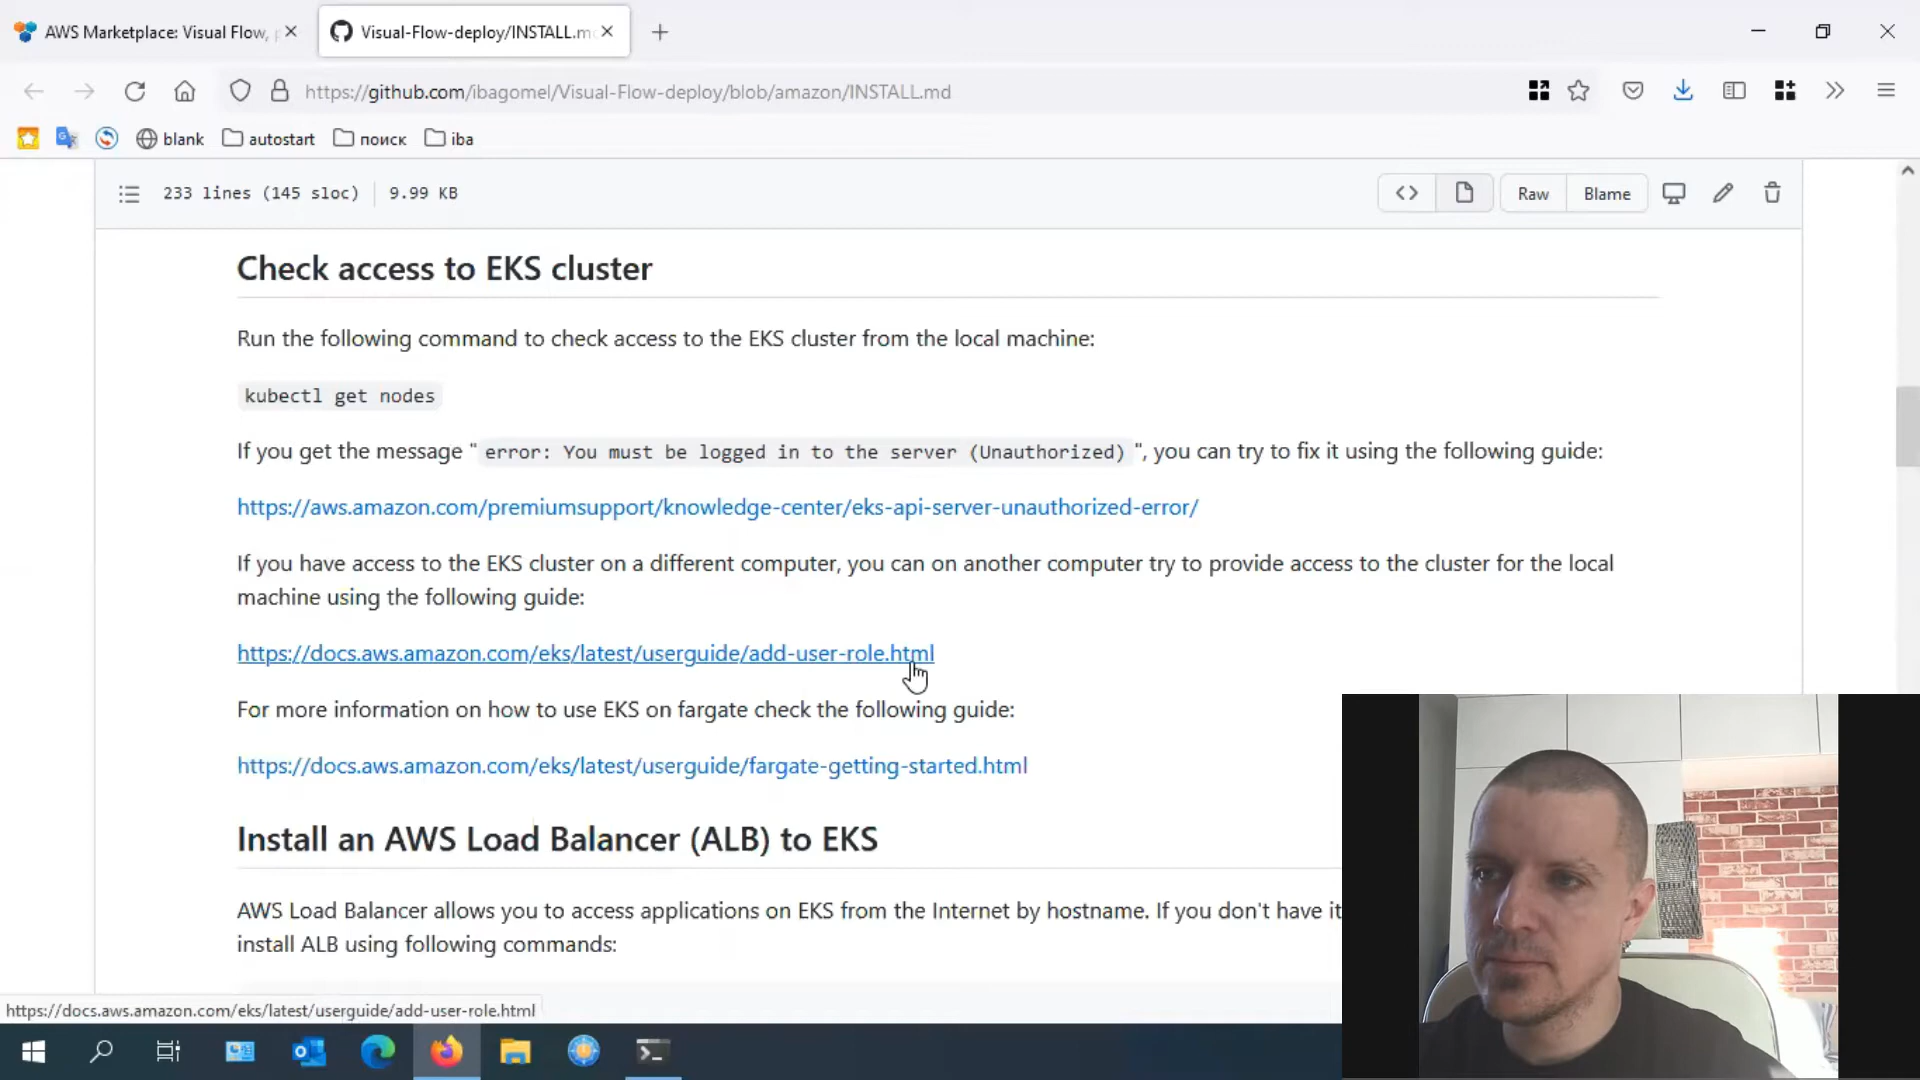 AWS Marketplace: Visual Flow,
Visual-Flow-deploy/INSTALL.m
https://github.com/ibagomel/Visual-Flow-deploy/blob/amazon/INSTALL.md
blank
autostart
поиск
iba
233 lines (145 sloc)
9.99 KB
Raw
Blame
Check access to EKS cluster
Run the following command to check access to the EKS cluster from the local machine:
kubectl get nodes
If you get the message "error: You must be logged in to the server (Unauthorized)", you can try to fix it using the following guide:
https://aws.amazon.com/premiumsupport/knowledge-center/eks-api-server-unauthorized-error/
If you have access to the EKS cluster on a different computer, you can on another computer try to provide access to the cluster for the local
machine using the following guide:
https://docs.aws.amazon.com/eks/latest/userguide/add-user-role.html
For more information on how to use EKS on fargate check the following guide:
https://docs.aws.amazon.com/eks/latest/userguide/fargate-getting-started.html
Install an AWS Load Balancer (ALB) to EKS
AWS Load Balancer allows you to access applications on EKS from the Internet by hostname. If you don't have it
install ALB using following commands:
https://docs.aws.amazon.com/eks/latest/userguide/add-user-role.html